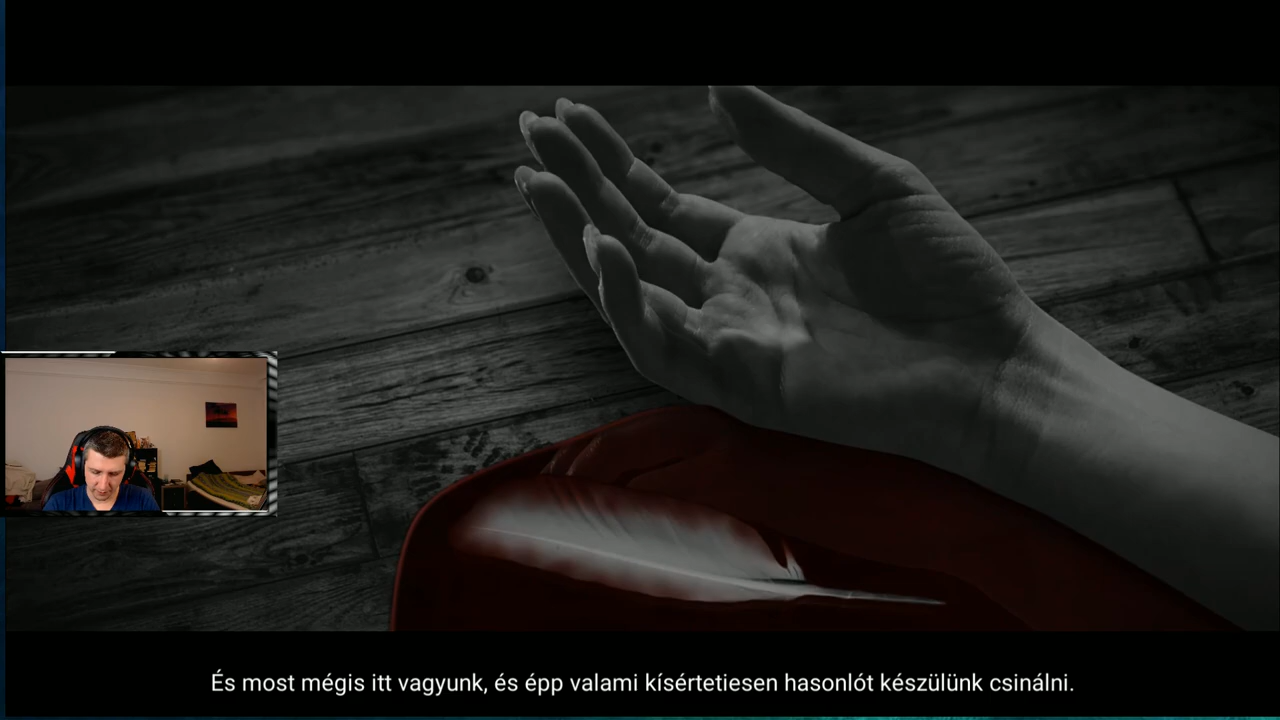 És most mégis itt vagyunk, és épp valami kísértetiesen hasonlót készülünk csinálni.